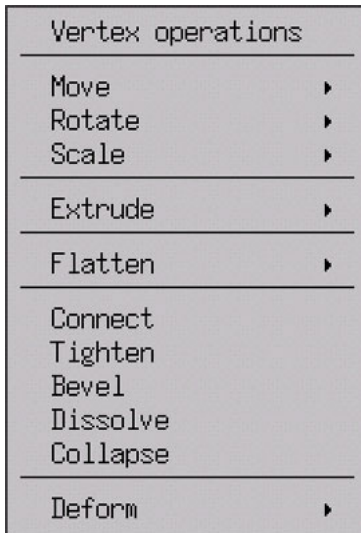 Vertex operations
Move
Rotate
Scale
Extrude
Flatten
Connect
Tighten
Bevel
Dissolve
Collapse
Deform